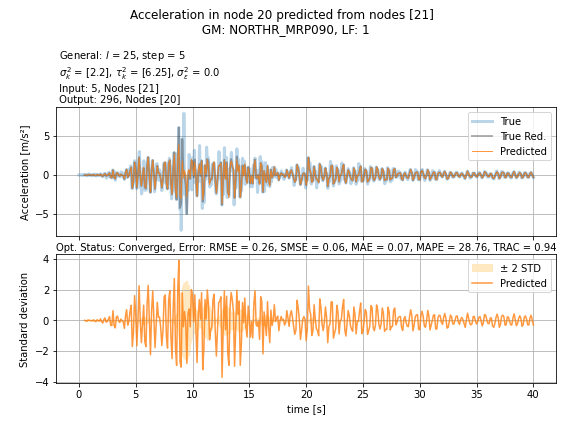 Acceleration in node 20 predicted from nodes [21]
GM: NORTHR_MRP090, LF: 1
General: l = 25, step = 5
σ²ₖ = [2.2], τ²ₖ = [6.25], σ²ε = 0.0
Input: 5, Nodes [21]
Output: 296, Nodes [20]
Acceleration [m/s²]
5
0
−5
True
True Red.
Predicted
Opt. Status: Converged, Error: RMSE = 0.26, SMSE = 0.06, MAE = 0.07, MAPE = 28.76, TRAC = 0.94
Standard deviation
4
2
0
−2
−4
± 2 STD
Predicted
0 5 10 15 20 25 30 35 40
time [s]